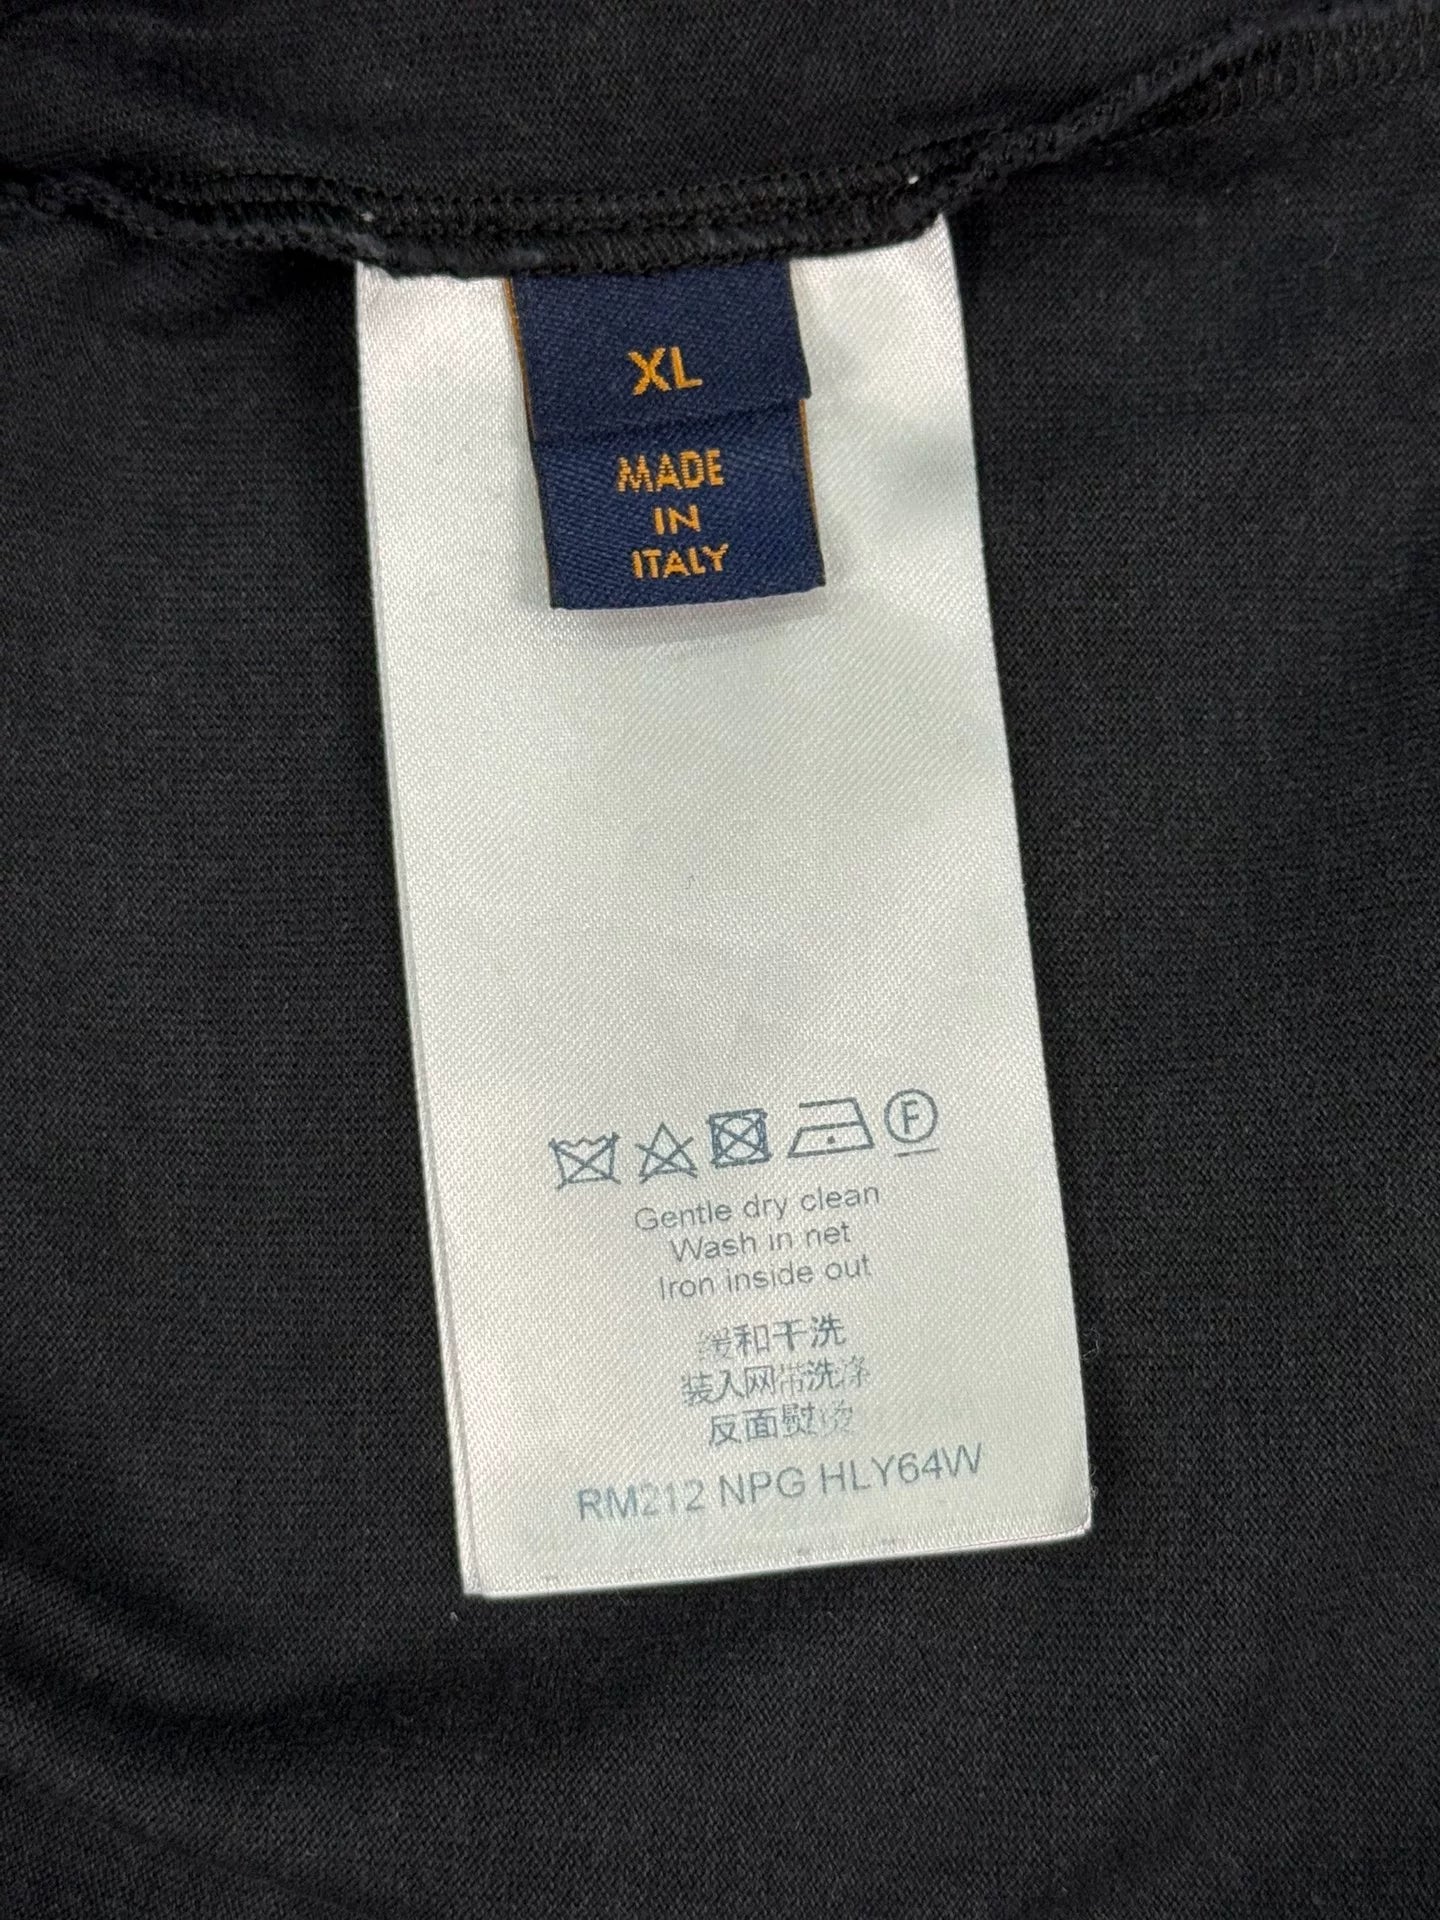 XL
MADE
IN
ITALY
F
Gentle dry clean
Wash in net
Iron inside out
缓和干洗
装入网带洗涤
反面熨烫
RM212 NPG HLY64W